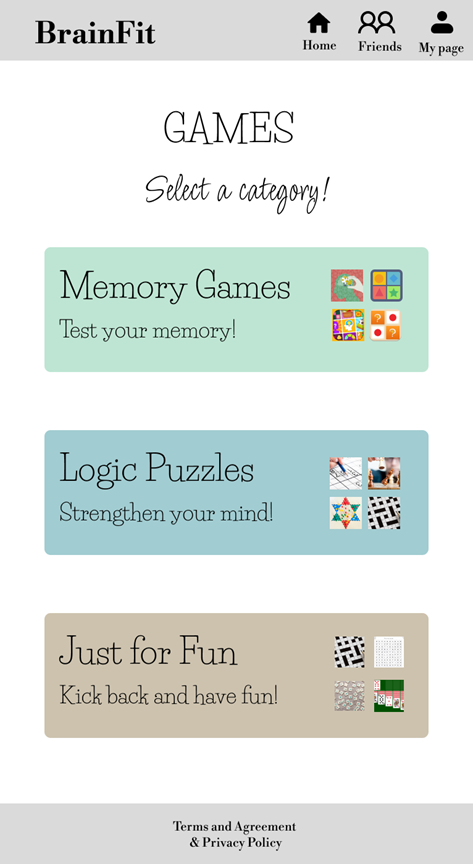 BrainFit
Home
Friends
My page
GAMES
Select a category!
Memory Games
Test your memory!
Logic Puzzles
Strengthen your mind!
Just for Fun
Kick back and have fun!
Terms and Agreement
& Privacy Policy